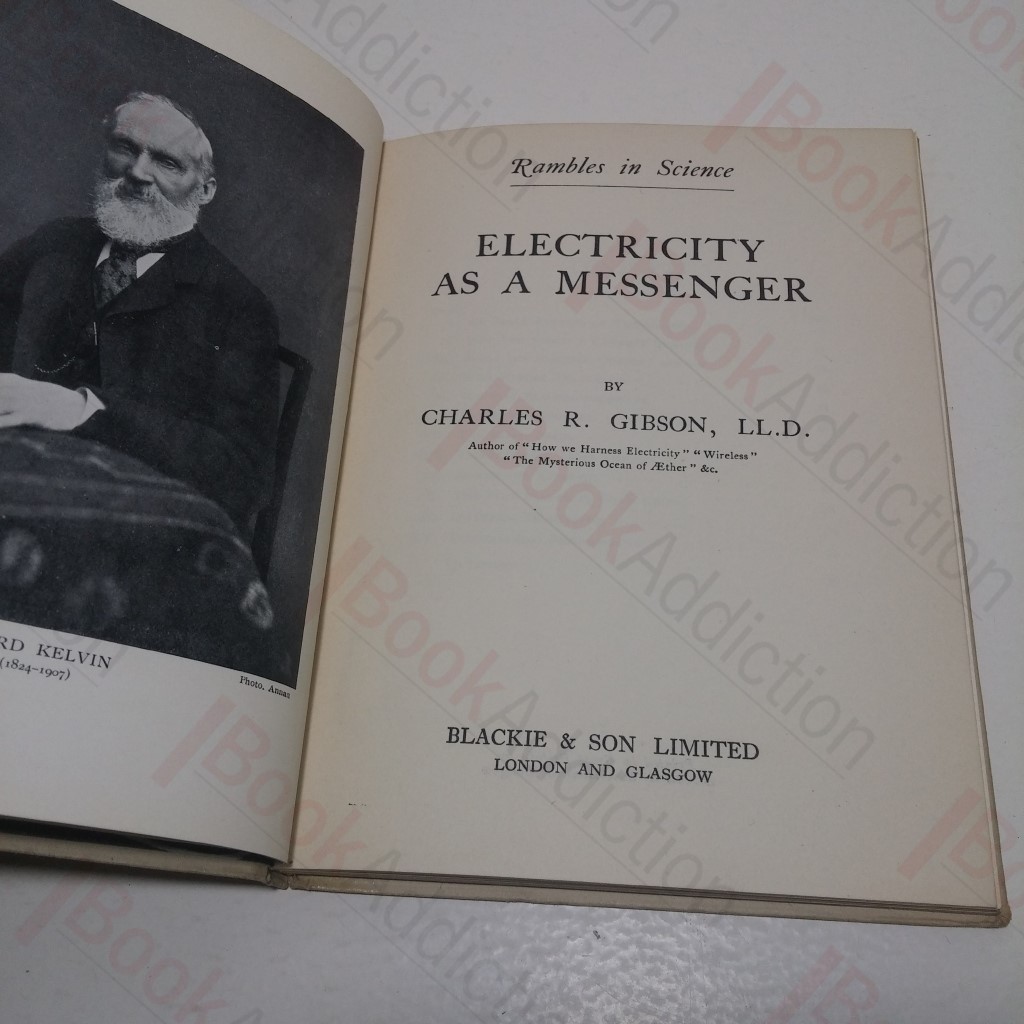 RD KELVIN
(1824-1907)
Photo. Annan
Rambles in Science
ELECTRICITY
AS A MESSENGER
BY
CHARLES R. GIBSON, LL.D.
Author of "How we Harness Electricity" "Wireless"
"The Mysterious Ocean of Æther" &c.
BLACKIE & SON LIMITED
LONDON AND GLASGOW
BookAddiction